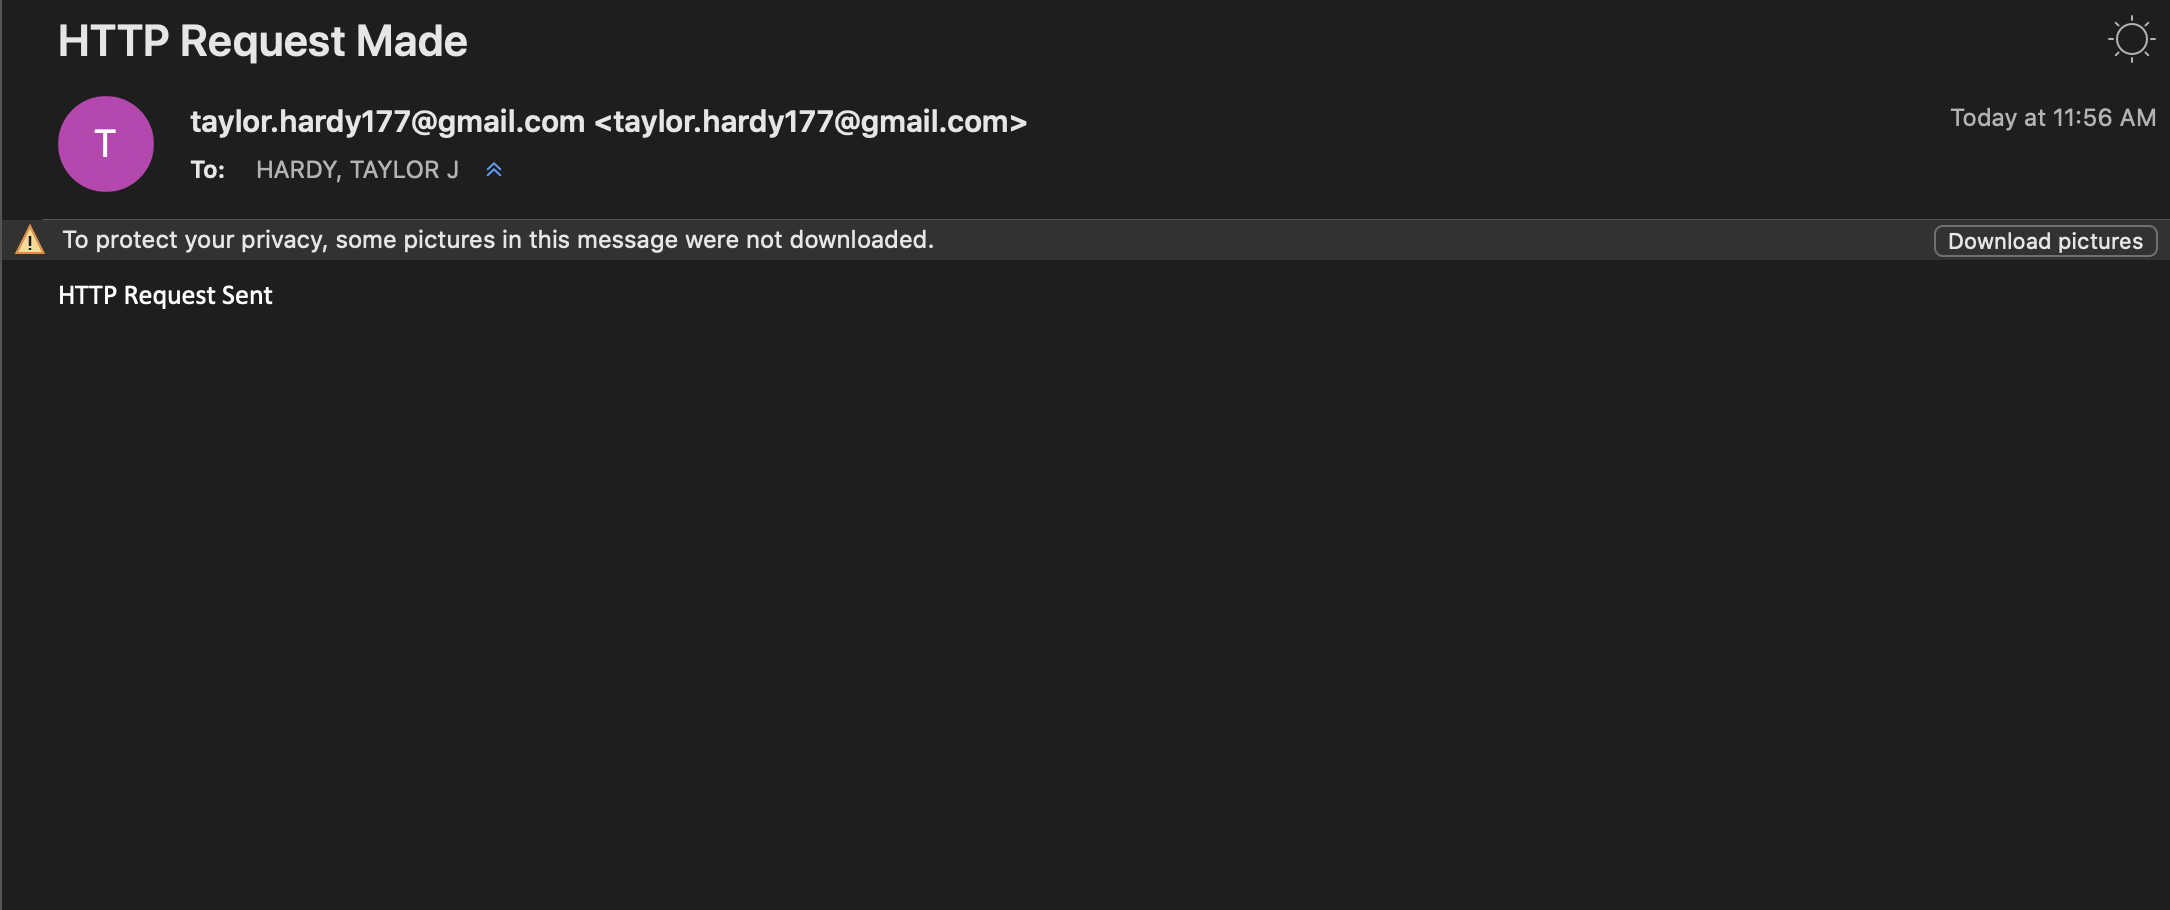 HTTP Request Made
T
taylor.hardy177@gmail.com <taylor.hardy177@gmail.com>
Today at 11:56 AM
To: HARDY, TAYLOR J
To protect your privacy, some pictures in this message were not downloaded.
Download pictures
HTTP Request Sent